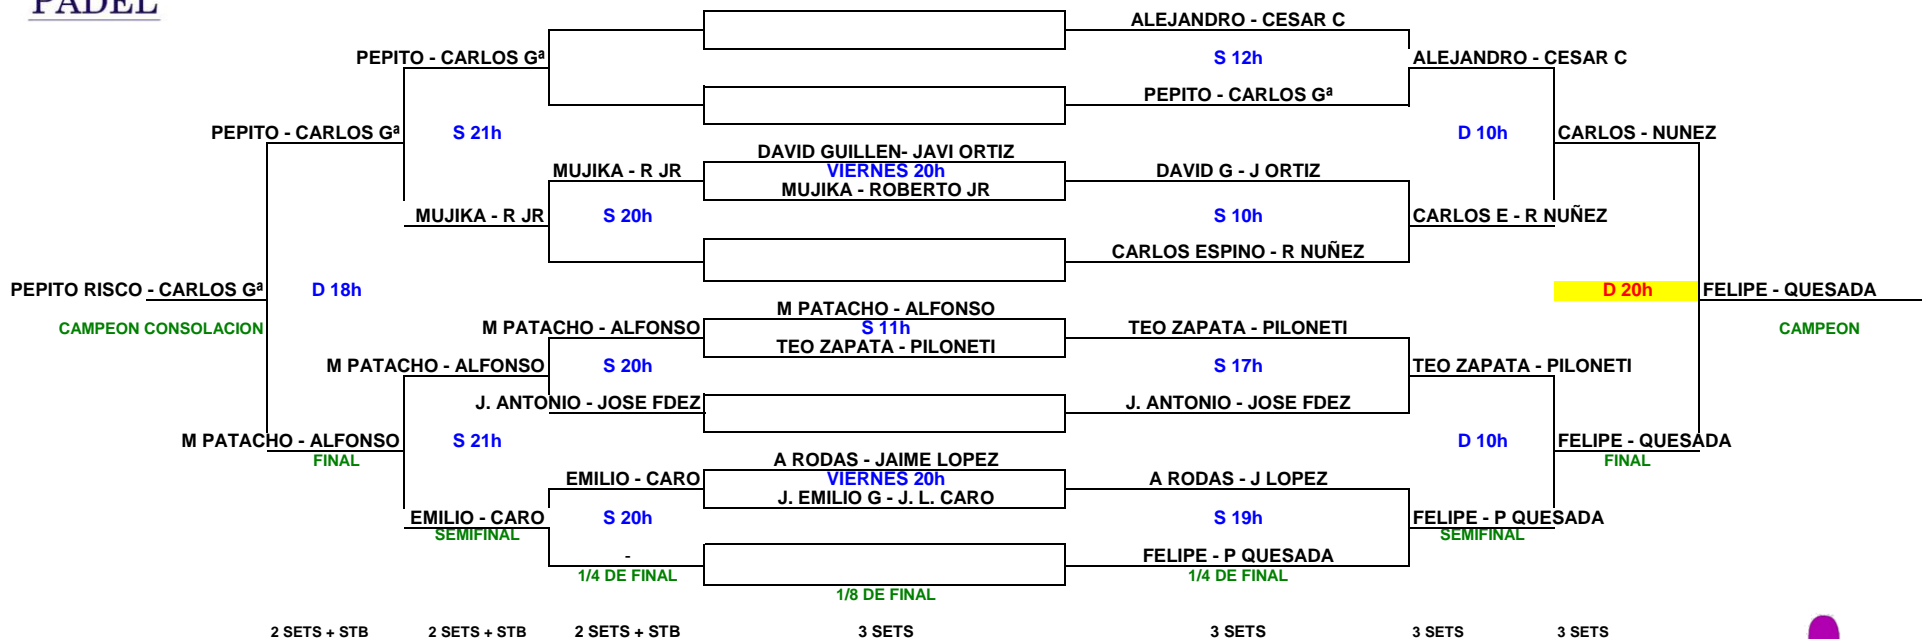 PADEL
ALEJANDRO - CESAR C
PEPITO - CARLOS Gª
S 12h
ALEJANDRO - CESAR C
PEPITO - CARLOS Gª
PEPITO - CARLOS Gª
S 21h
D 10h
CARLOS - NUNEZ
DAVID GUILLEN- JAVI ORTIZ
MUJIKA - R JR
VIERNES 20h
DAVID G - J ORTIZ
MUJIKA - ROBERTO JR
MUJIKA - R JR
S 20h
S 10h
CARLOS E - R NUÑEZ
CARLOS ESPINO - R NUÑEZ
PEPITO RISCO - CARLOS Gª
D 18h
D 20h
FELIPE - QUESADA
M PATACHO - ALFONSO
CAMPEON CONSOLACION
M PATACHO - ALFONSO
S 11h
TEO ZAPATA - PILONETI
CAMPEON
TEO ZAPATA - PILONETI
M PATACHO - ALFONSO
S 20h
S 17h
TEO ZAPATA - PILONETI
J. ANTONIO - JOSE FDEZ
J. ANTONIO - JOSE FDEZ
M PATACHO - ALFONSO
S 21h
D 10h
FELIPE - QUESADA
FINAL
A RODAS - JAIME LOPEZ
FINAL
EMILIO - CARO
VIERNES 20h
A RODAS - J LOPEZ
J. EMILIO G - J. L. CARO
EMILIO - CARO
S 20h
S 19h
FELIPE - P QUESADA
SEMIFINAL
SEMIFINAL
-
FELIPE - P QUESADA
1/4 DE FINAL
1/4 DE FINAL
1/8 DE FINAL
2 SETS + STB
2 SETS + STB
2 SETS + STB
3 SETS
3 SETS
3 SETS
3 SETS